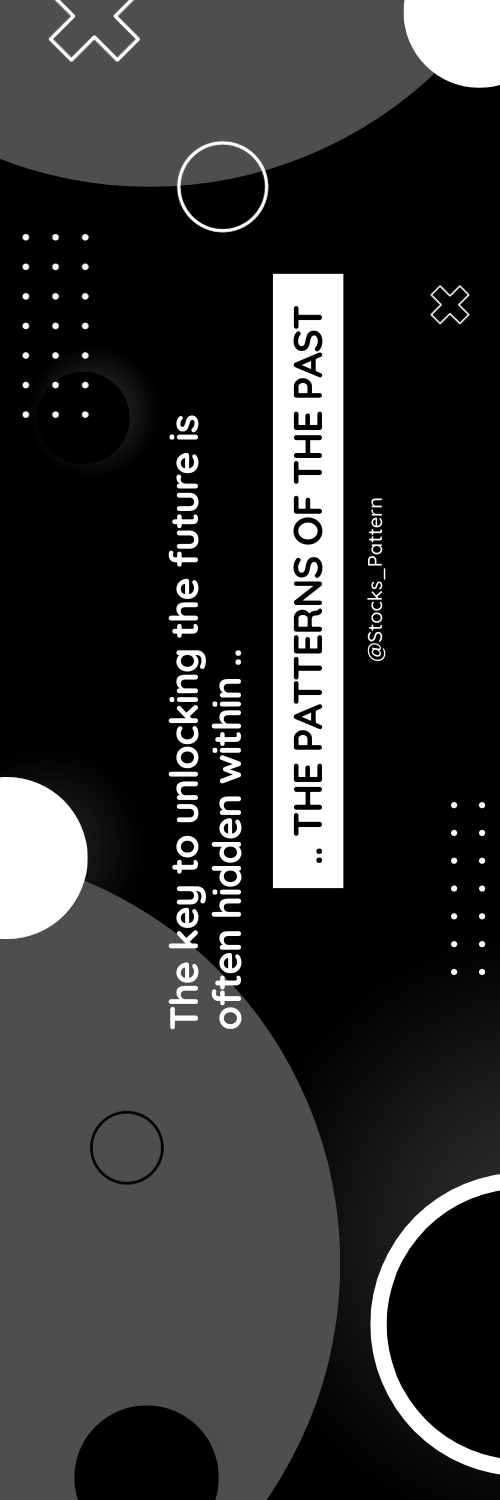 The key to unlocking the future is
often hidden within ..
.. THE PATTERNS OF THE PAST
@Stocks_Pattern